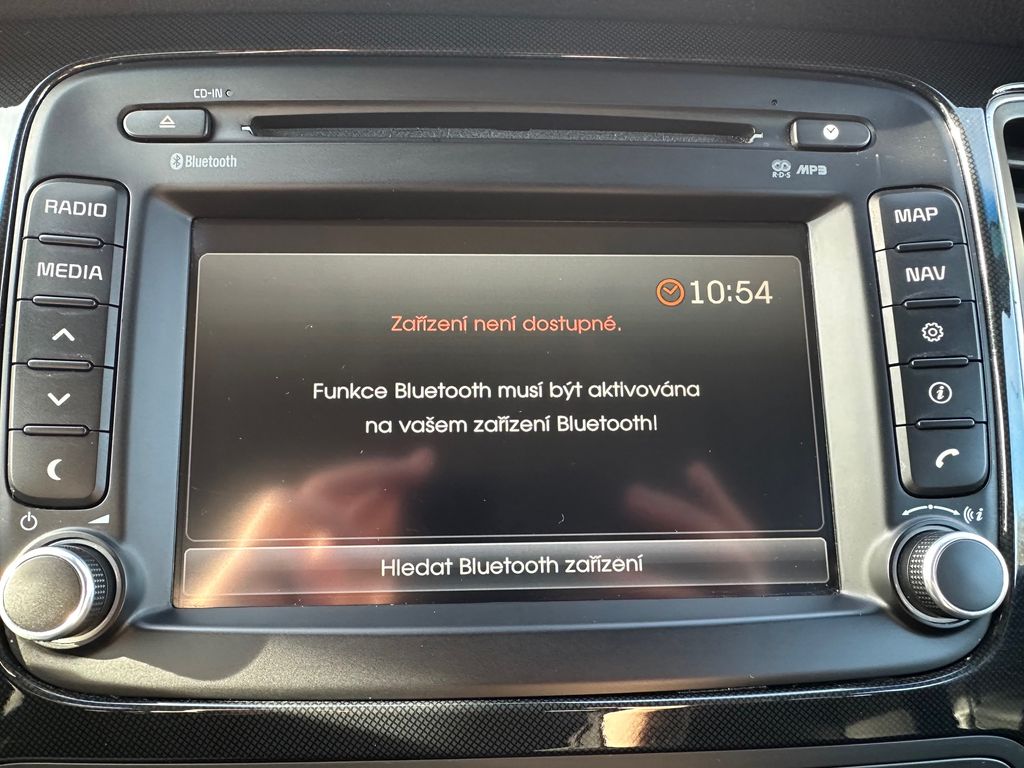 CD-IN
Bluetooth
R·D·S MP3
RADIO
MEDIA
MAP
NAV
10:54
Zařízení není dostupné.
Funkce Bluetooth musí být aktivována
na vašem zařízení Bluetooth!
Hledat Bluetooth zařízení